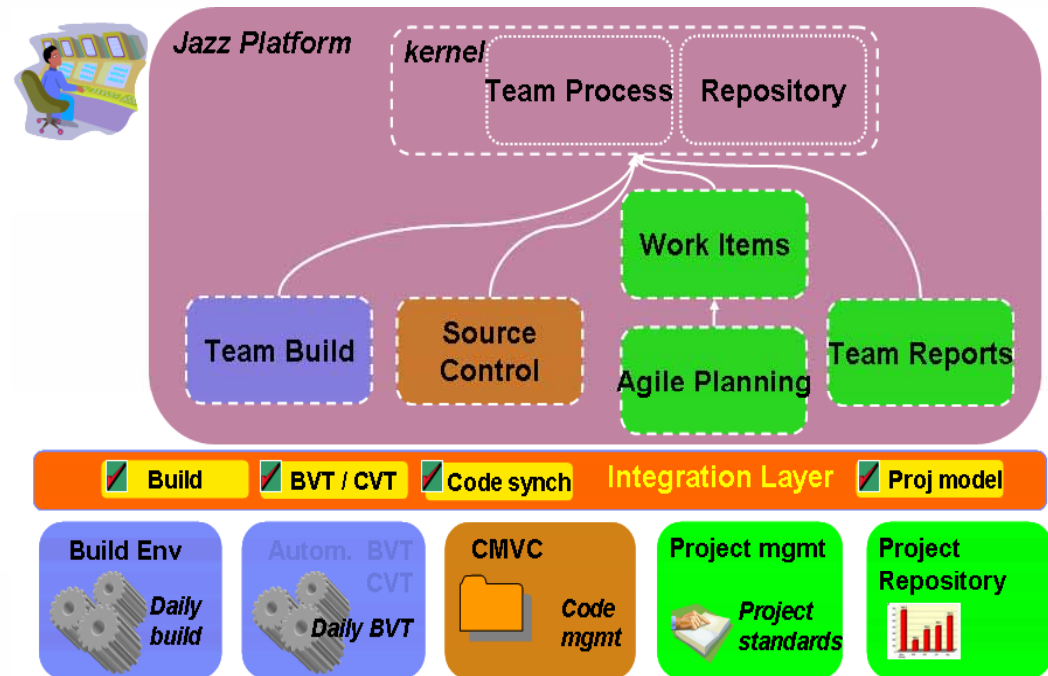 Jazz Platform
kernel
Team Process
Repository
Work Items
Team Build
Source
Control
Agile Planning
Team Reports
Build
BVT / CVT
Code synch
Integration Layer
Proj model
Build Env
Daily
build
Autom. BVT
CVT
Daily BVT
CMVC
Code
mgmt
Project mgmt
Project
standards
Project
Repository